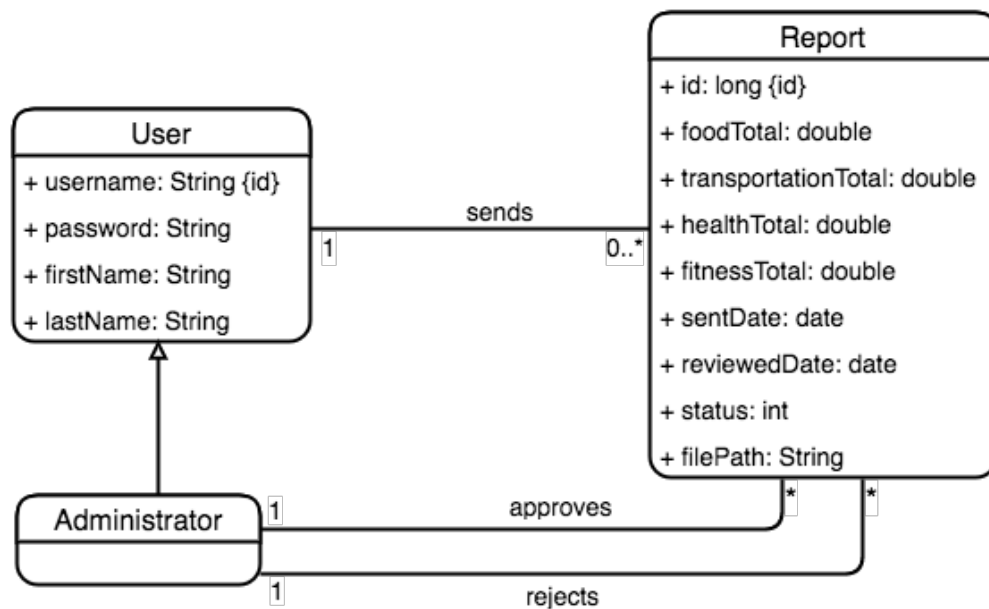 User
+ username: String {id}
+ password: String
+ firstName: String
+ lastName: String
sends
1
0..*
Report
+ id: long {id}
+ foodTotal: double
+ transportationTotal: double
+ healthTotal: double
+ fitnessTotal: double
+ sentDate: date
+ reviewedDate: date
+ status: int
+ filePath: String
Administrator
1
approves
*
1
rejects
*